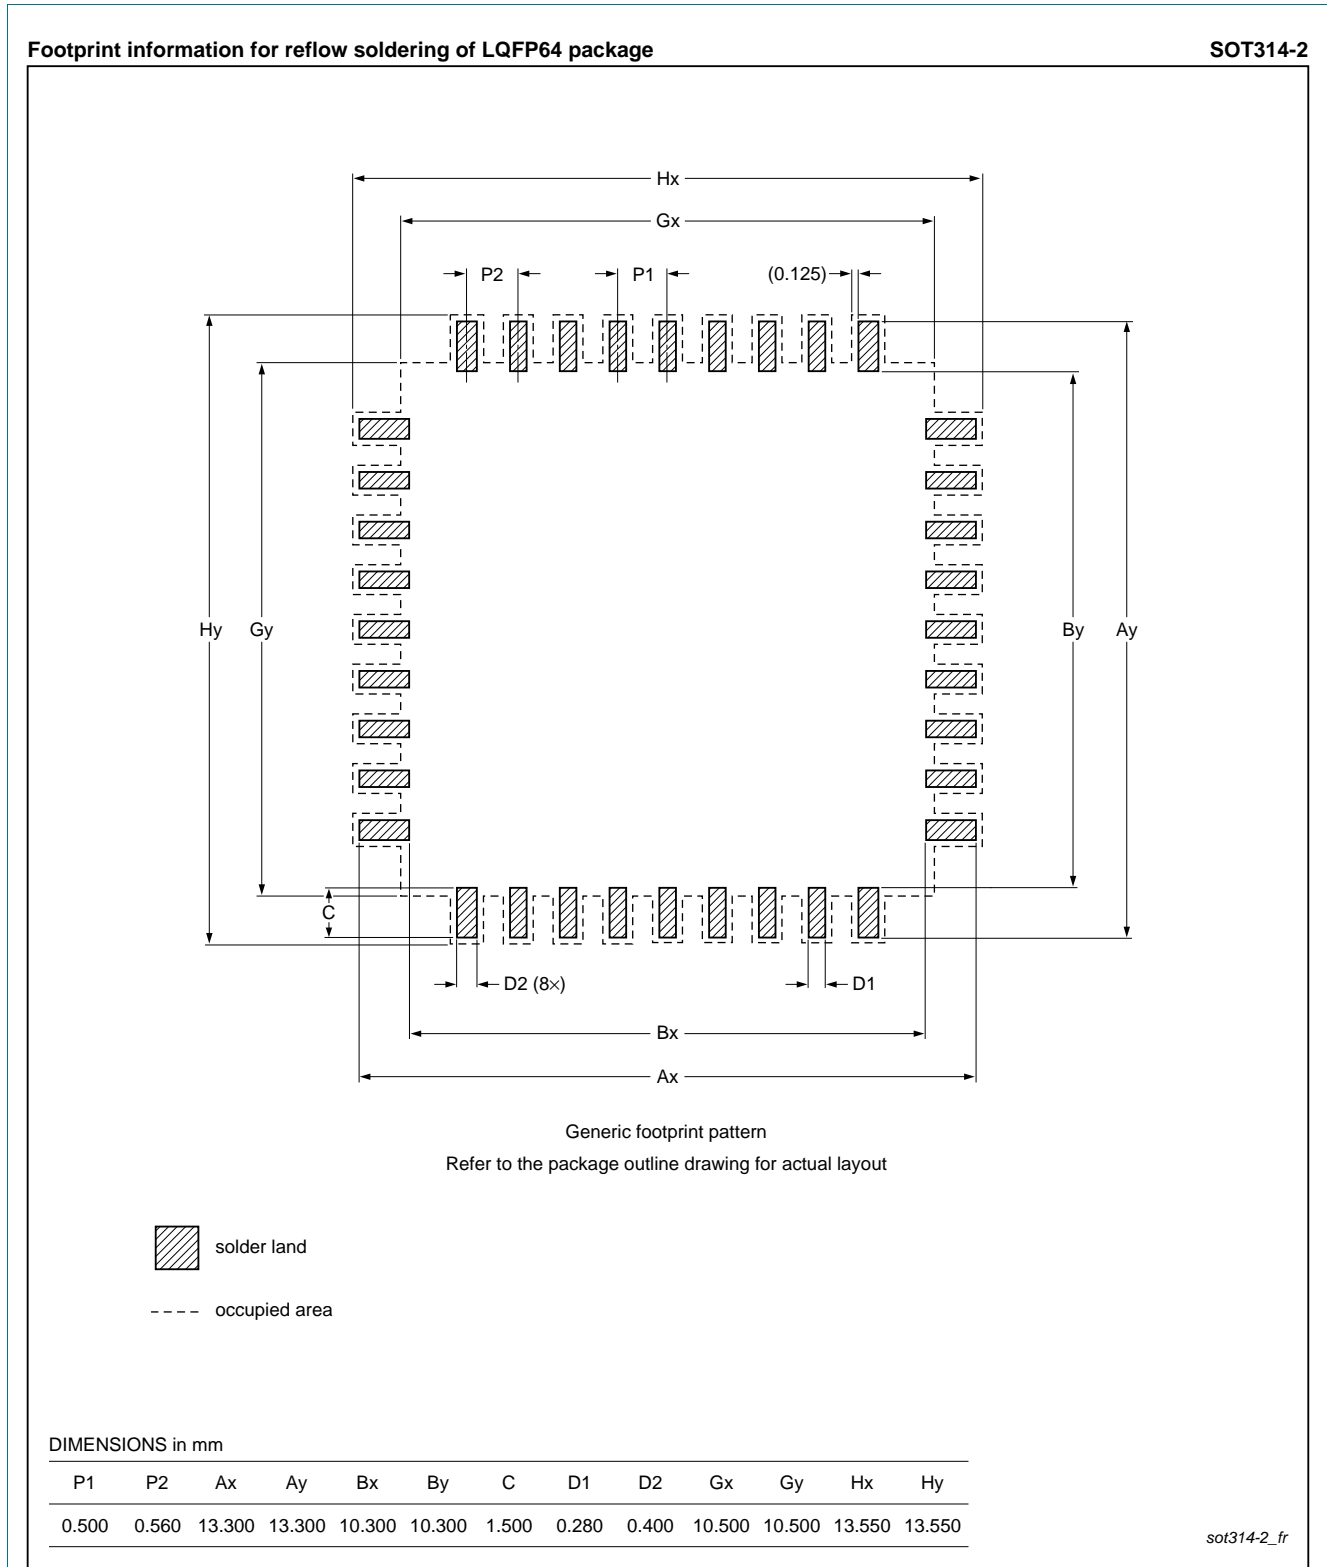 Footprint information for reflow soldering of LQFP64 package SOT314-2
Hx
Gx
P2 P1 (0.125)
Hy Gy By Ay
C
D2 (8×) D1
Bx
Ax
Generic footprint pattern
Refer to the package outline drawing for actual layout
solder land
occupied area
DIMENSIONS in mm
P1 P2 Ax Ay Bx By C D1 D2 Gx Gy Hx Hy
0.500 0.560 13.300 13.300 10.300 10.300 1.500 0.280 0.400 10.500 10.500 13.550 13.550
sot314-2_fr